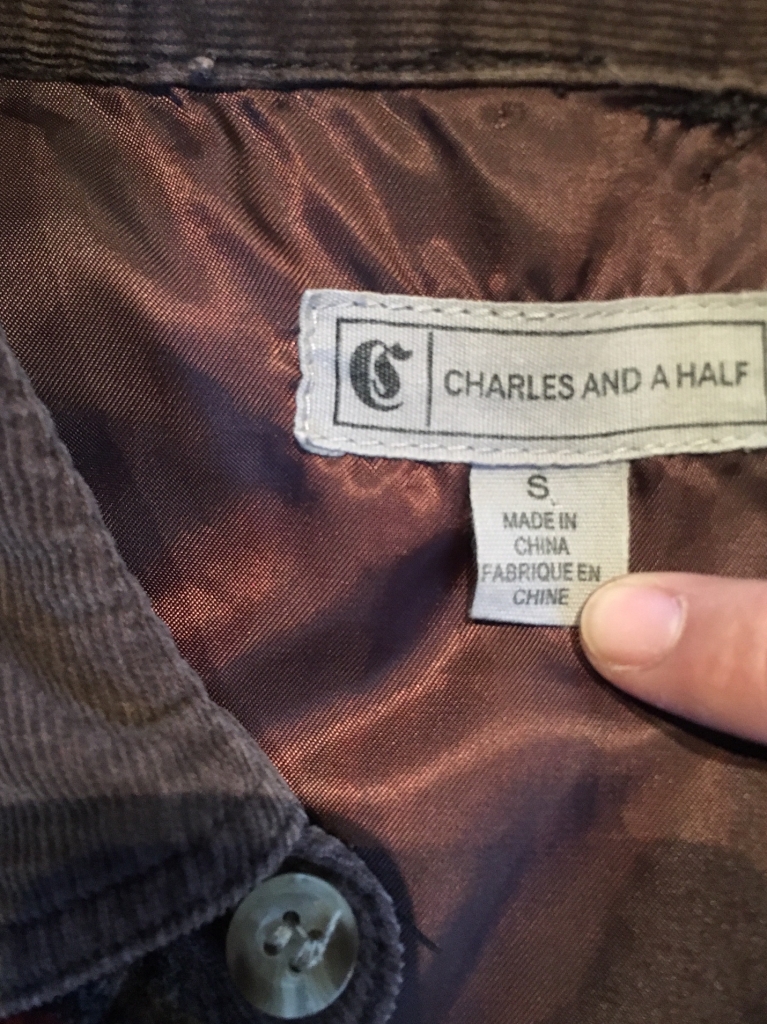 C CHARLES AND A HALF
S
MADE IN
CHINA
FABRIQUE EN
CHINE